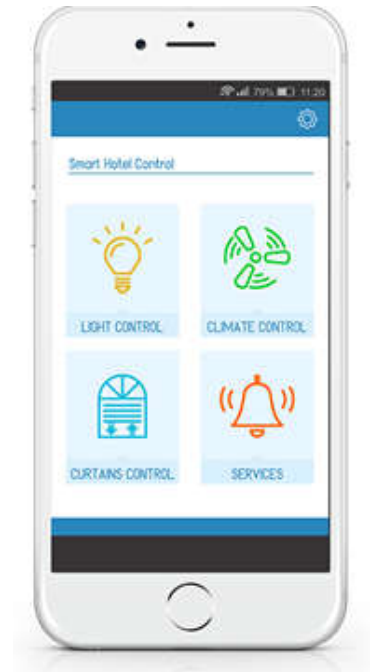 79% 11:20
Smart Hotel Control
LIGHT CONTROL
CLIMATE CONTROL
CURTAINS CONTROL
SERVICES